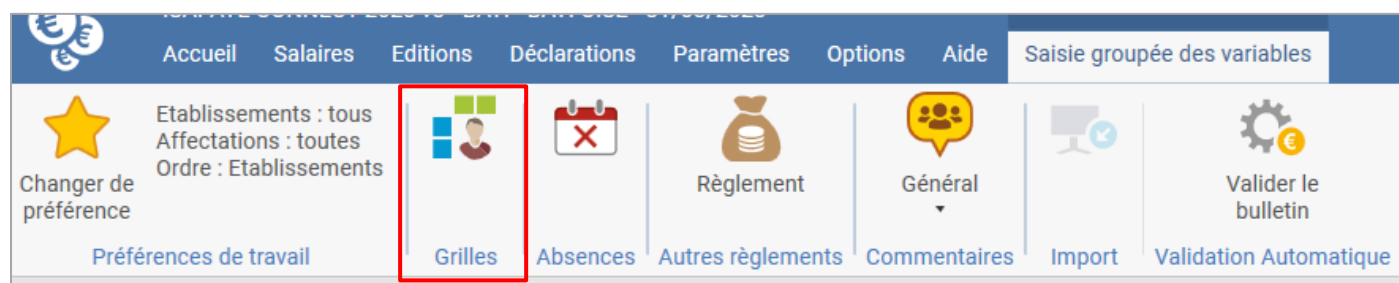 Accueil Salaires Editions Déclarations Paramètres Options Aide Saisie groupée des variables
Etablissements : tous
Affectations : toutes
Ordre : Etablissements
Changer de
préférence
Règlement
Général
Valider le
bulletin
Préférences de travail Grilles Absences Autres règlements Commentaires Import Validation Automatique